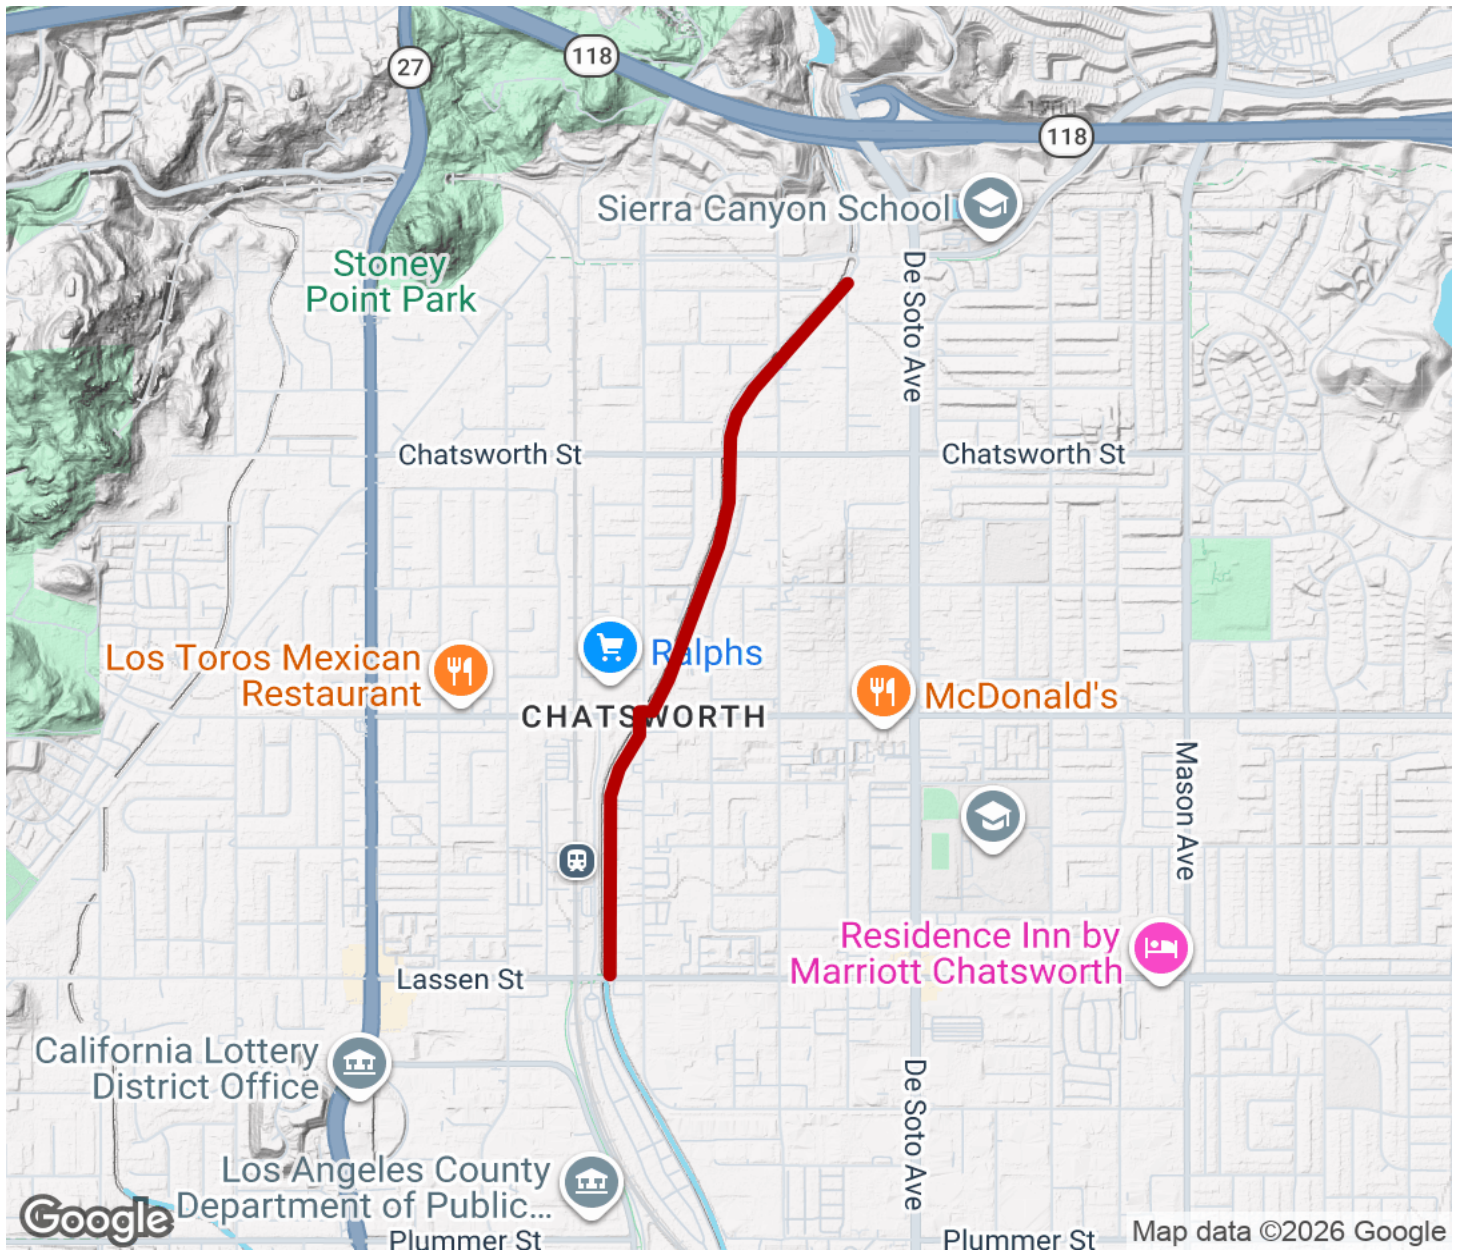 27
118
1200
118
Sierra Canyon School
Stoney
Point Park
De Soto Ave
Chatsworth St
Chatsworth St
Los Toros Mexican
Restaurant
Ralphs
McDonald's
CHATSWORTH
Mason Ave
Residence Inn by
Marriott Chatsworth
Lassen St
California Lottery
District Office
De Soto Ave
Los Angeles County
Department of Public...
Plummer St
Plummer St
Google
Map data ©2026 Google